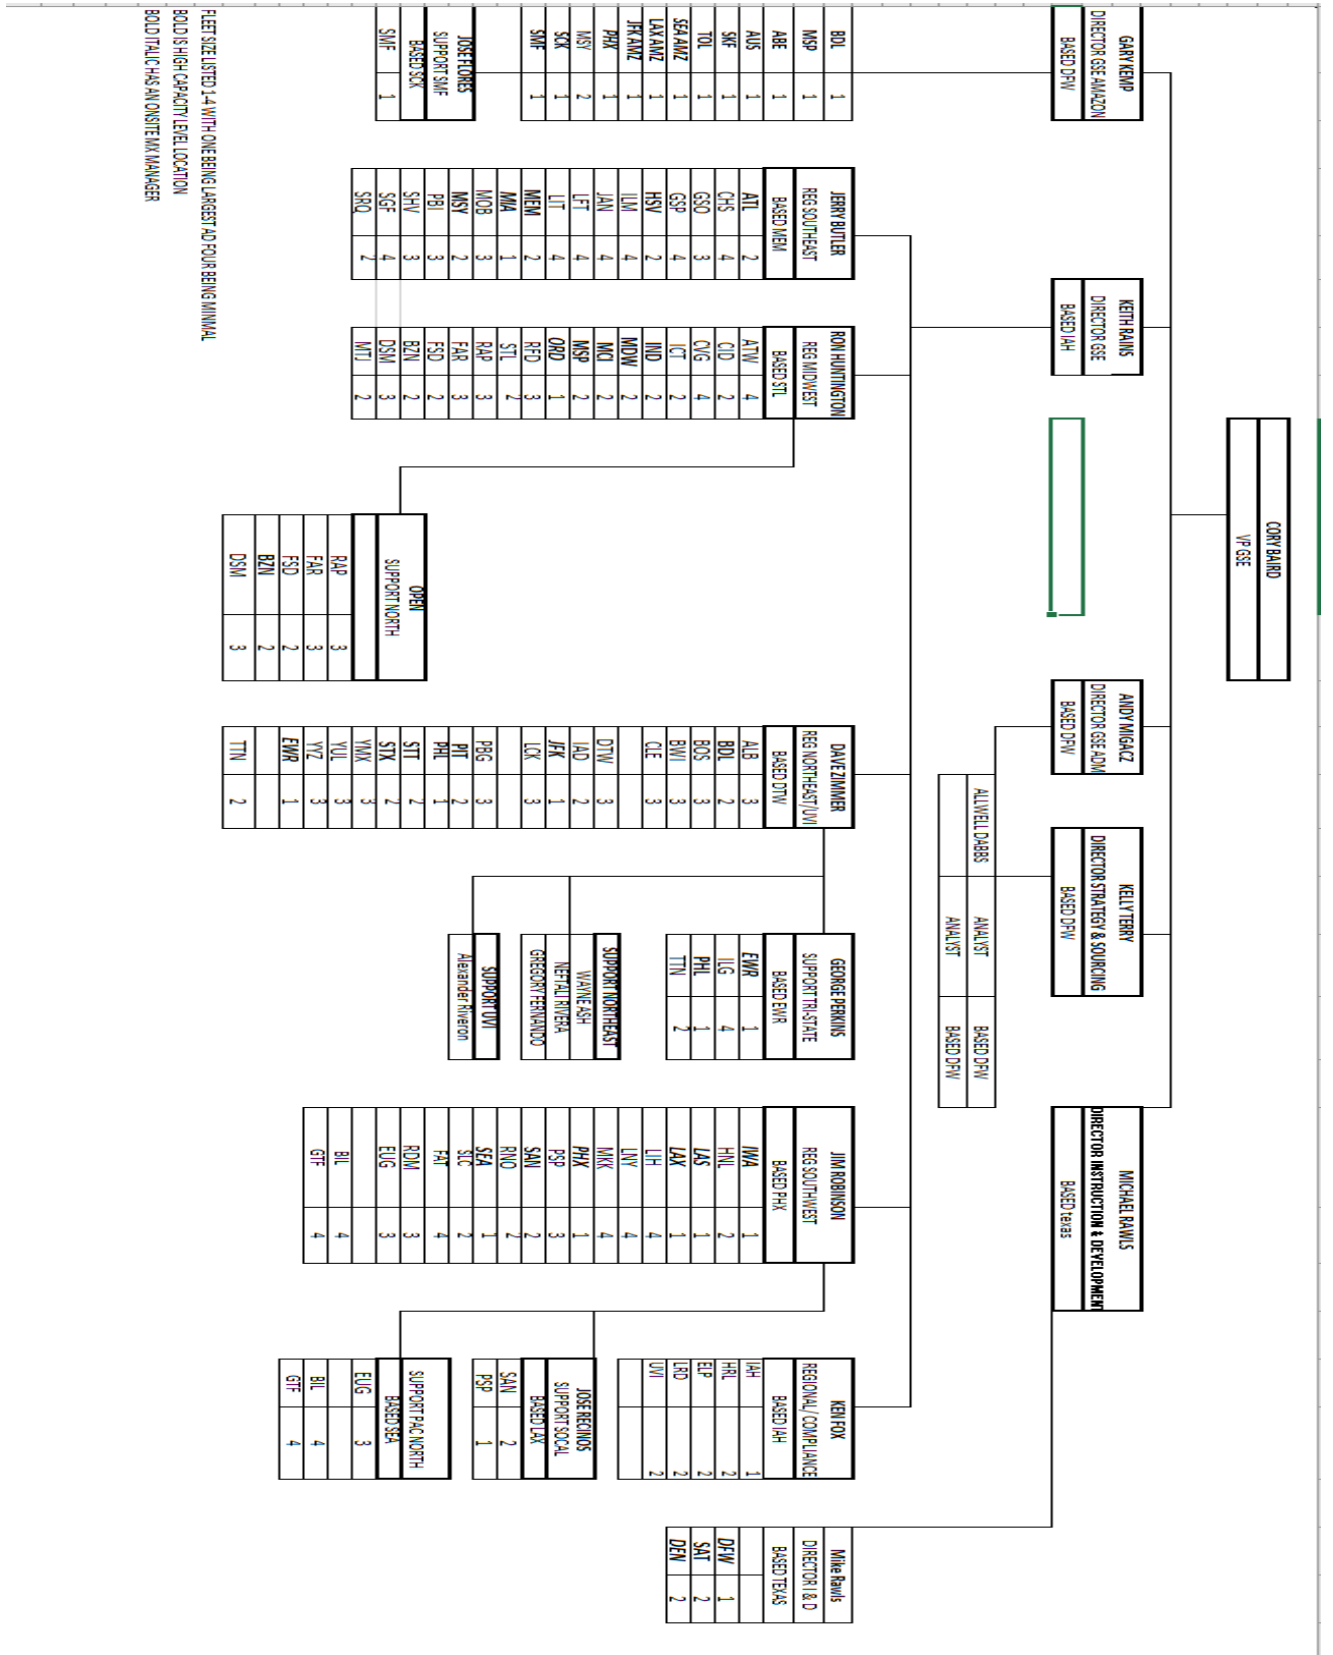 CORY BAIRD
VP GSE
GARY KEMP
DIRECTOR GSE AMAZON
BASED DFW
KEITH RAINS
DIRECTOR GSE
BASED IAH
ANDY MIGACZ
DIRECTOR GSE ADM
BASED DFW
KELLY TERRY
DIRECTOR STRATEGY & SOURCING
BASED DFW
MICHAEL RAWLS
DIRECTOR INSTRUCTION & DEVELOPMENT
BASED texas
ALLWELL DABBS ANALYST BASED DFW
ANALYST BASED DFW
BDL 1
MSP 1
ABE 1
AUS 1
SKF 1
TOL 1
SEA AMZ 1
LAX AMZ 1
JFK AMZ 1
PHX 1
MSY 2
SCK 1
SMF 1
JOSE FLORES
SUPPORT SMF
BASED SCK
SMF 1
JERRY BUTLER
REG SOUTHEAST
BASED MEM
ATL 2
CHS 4
GSO 3
GSP 4
HSV 2
ILM 4
JAN 4
LFT 4
LIT 4
MEM 2
MIA 1
MOB 3
MSY 2
PBI 3
SHV 3
SGF 4
SRQ 2
RON HUNTINGTON
REG MIDWEST
BASED STL
ATW 4
CID 2
CVG 4
ICT 2
IND 2
MDW 2
MCI 2
MSP 2
ORD 1
RFD 3
STL 2
RAP 3
FAR 3
FSD 2
BZN 2
DSM 3
MTJ 2
OPEN
SUPPORT NORTH
RAP 3
FAR 3
FSD 2
BZN 2
DSM 3
DAVE ZIMMER
REG NORTHEAST/UVI
BASED DTW
ALB 3
BDL 2
BOS 3
BWI 3
CLE 3
DTW 3
IAD 2
JFK 1
LCK 3
PBG 3
PIT 2
PHL 1
STT 2
STX 2
YMX 3
YUL 3
YYZ 3
EWR 1
TTN 2
GEORGE PERKINS
SUPPORT TRI-STATE
BASED EWR
EWR 1
ILG 4
PHL 1
TTN 2
SUPPORT NORTHEAST
WAYNE ASH
NEFTALI RIVERA
GREGORY FERNANDO
SUPPORT UVI
Alexander Riveron
JIM ROBINSON
REG SOUTHWEST
BASED PHX
IWA 1
HNL 2
LAS 1
LAX 1
LIH 4
LNY 4
MKK 4
PHX 1
PSP 3
SAN 2
RNO 2
SEA 1
SLC 2
FAT 4
RDM 3
EUG 3
BIL 4
GTF 4
KEN FOX
REGIONAL / COMPLIANCE
BASED IAH
IAH 1
HRL 2
ELP 2
LRD 2
UVI 2
JOSE RECINOS
SUPPORT SOCAL
BASED LAX
SAN 2
PSP 1
SUPPORT PAC NORTH
BASED SEA
EUG 3
BIL 4
GTF 4
Mike Rawls
DIRECTOR I & D
BASED TEXAS
DFW 1
SAT 2
DEN 2
FLEET SIZE LISTED 1-4 WITH ONE BEING LARGEST AD FOUR BEING MINMAL
BOLD IS HIGH CAPACITY LEVEL LOCATION
BOLD ITALIC HAS AN ONSITE MX MANAGER